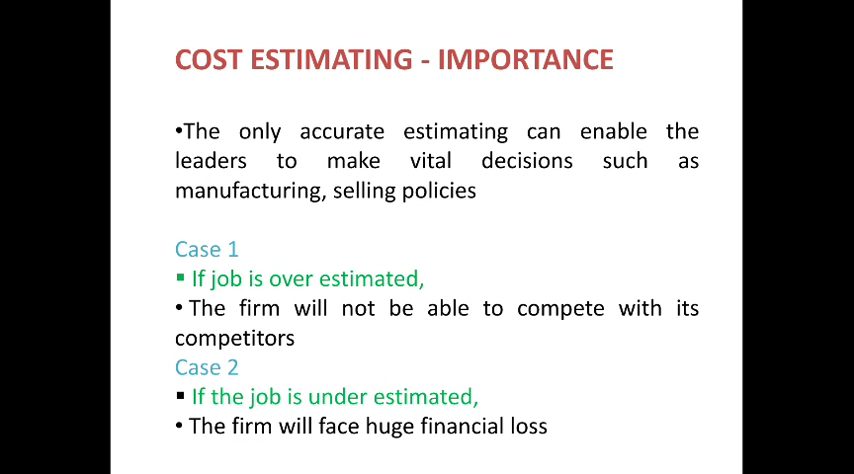 COST ESTIMATING - IMPORTANCE
•The only accurate estimating can enable the
leaders to make vital decisions such as
manufacturing, selling policies
Case 1
▪ If job is over estimated,
• The firm will not be able to compete with its
competitors
Case 2
▪ If the job is under estimated,
• The firm will face huge financial loss